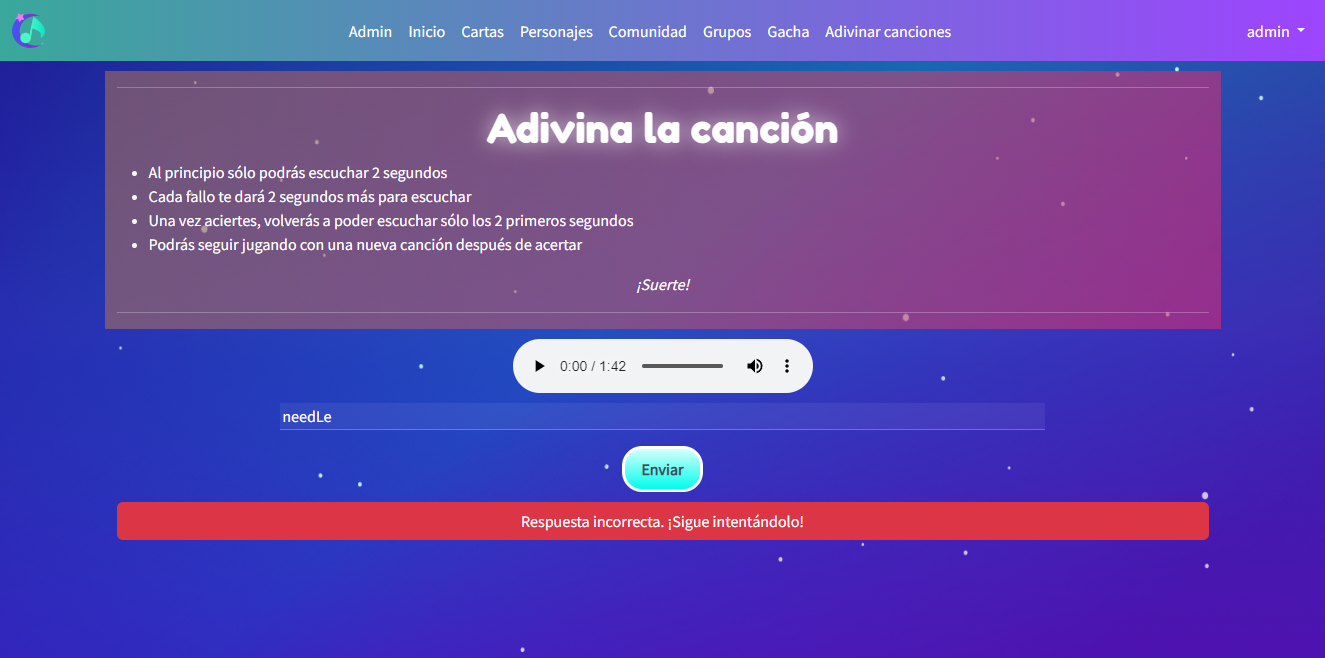 Admin Inicio Cartas Personajes Comunidad Grupos Gacha Adivinar canciones admin
Adivina la canción
Al principio sólo podrás escuchar 2 segundos
Cada fallo te dará 2 segundos más para escuchar
Una vez aciertes, volverás a poder escuchar sólo los 2 primeros segundos
Podrás seguir jugando con una nueva canción después de acertar
¡Suerte!
0:00 / 1:42
needLe
Enviar
Respuesta incorrecta. ¡Sigue intentándolo!